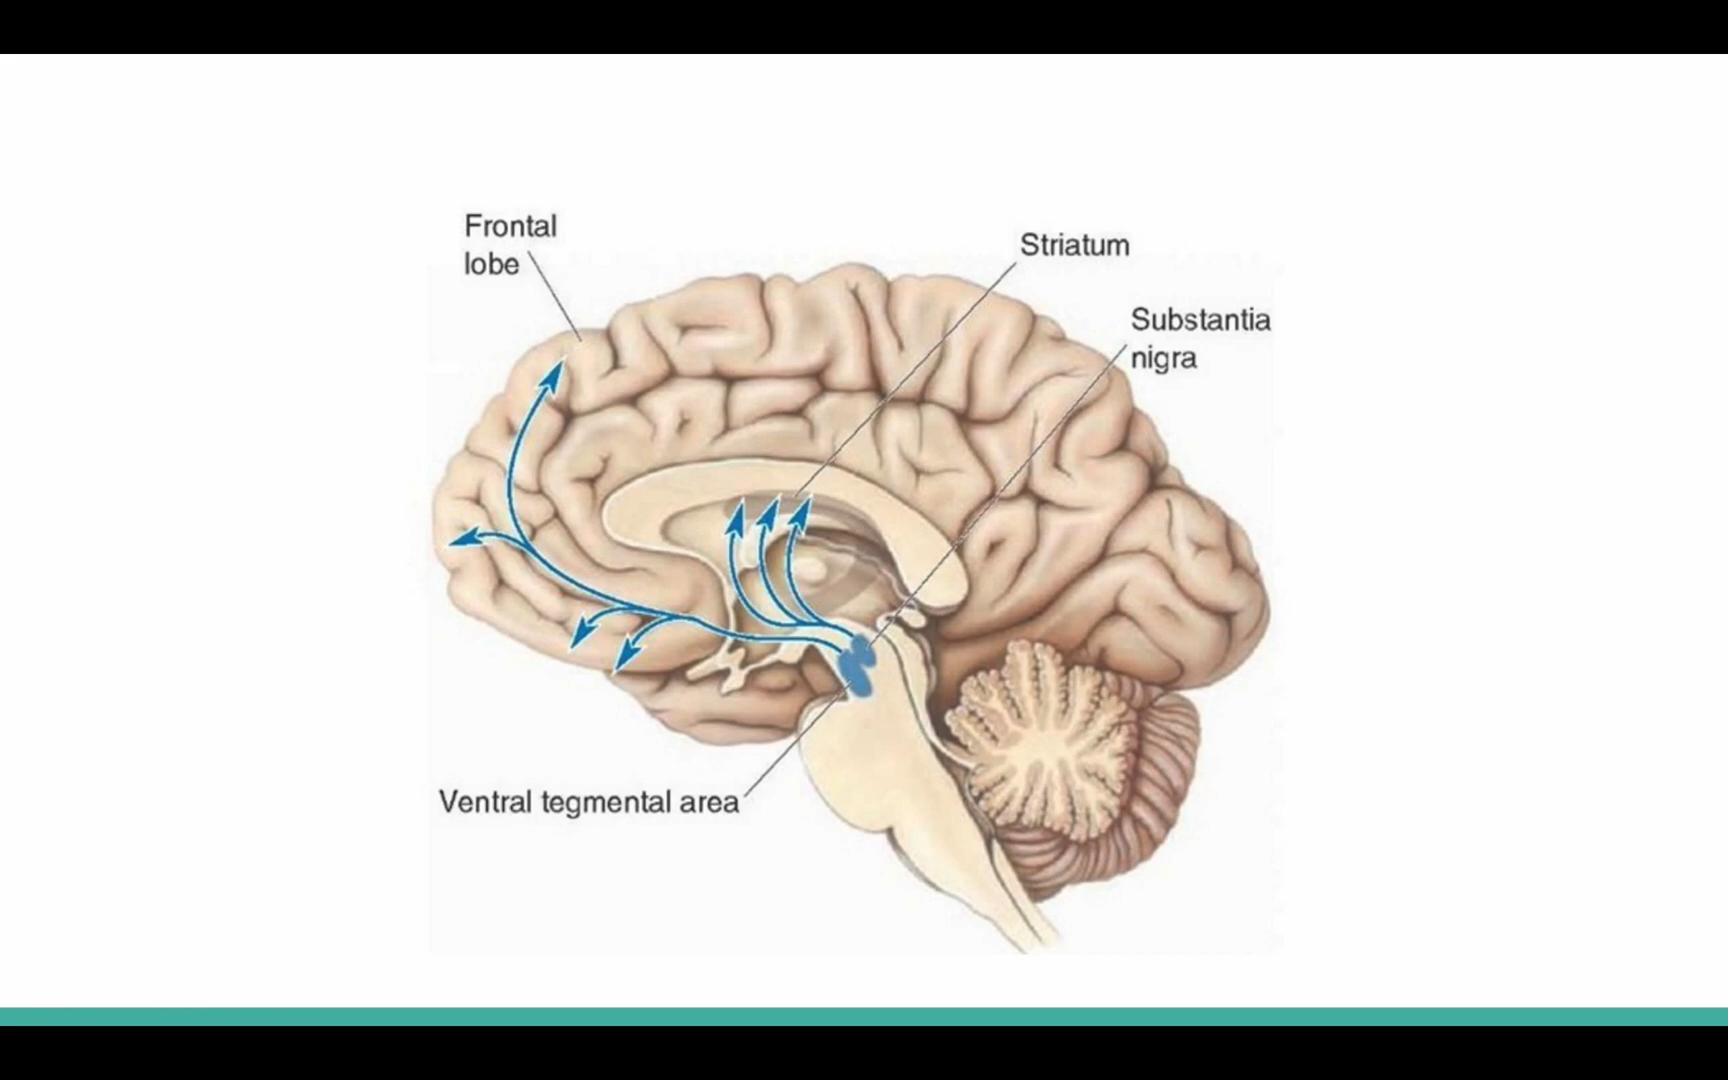 Frontal
lobe
Striatum
Substantia
nigra
Ventral tegmental area